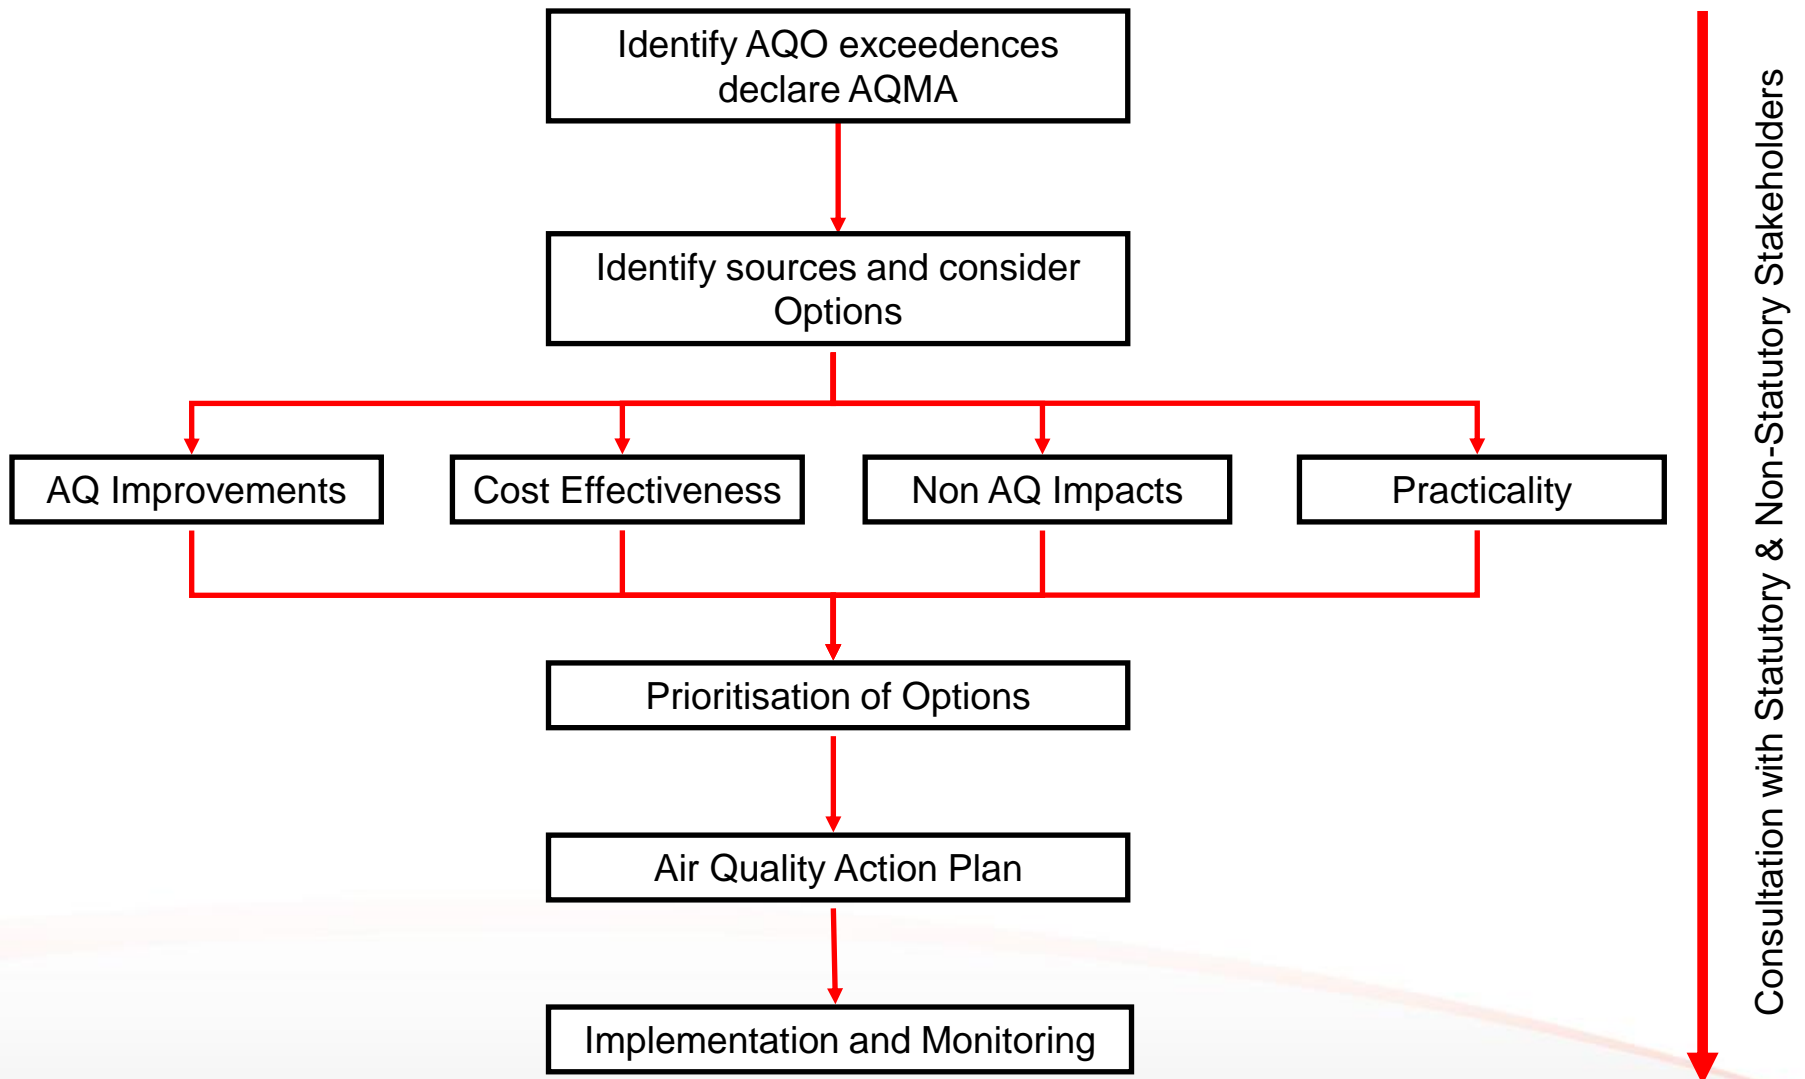 Identify AQO exceedences
declare AQMA
Identify sources and consider
Options
AQ Improvements
Cost Effectiveness
Non AQ Impacts
Practicality
Prioritisation of Options
Air Quality Action Plan
Implementation and Monitoring
Consultation with Statutory & Non-Statutory Stakeholders